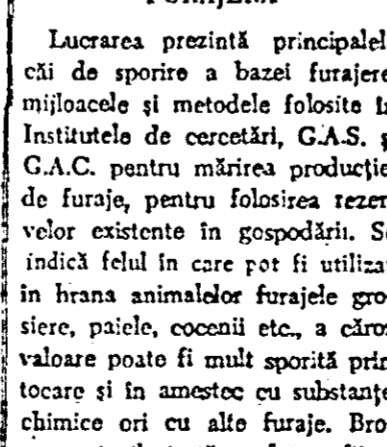 Lucrarea prezintă principalel
căi de sporire a bazei furajere
mijloacele și metodele folosite î
Institutele de cercetări, G.A.S. ș
G.A.C. pentru mărirea producție
de furaje, pentru folosirea rezer
velor existente în gospodării. S
indică felul în care pot fi utiliza
în hrana animalelor furajele gro
siere, paiele, cocenii etc., a căro
valoare poate fi mult sporită prin
tocare și în amestec cu substanțe
chimice ori cu alte furaje. Bro